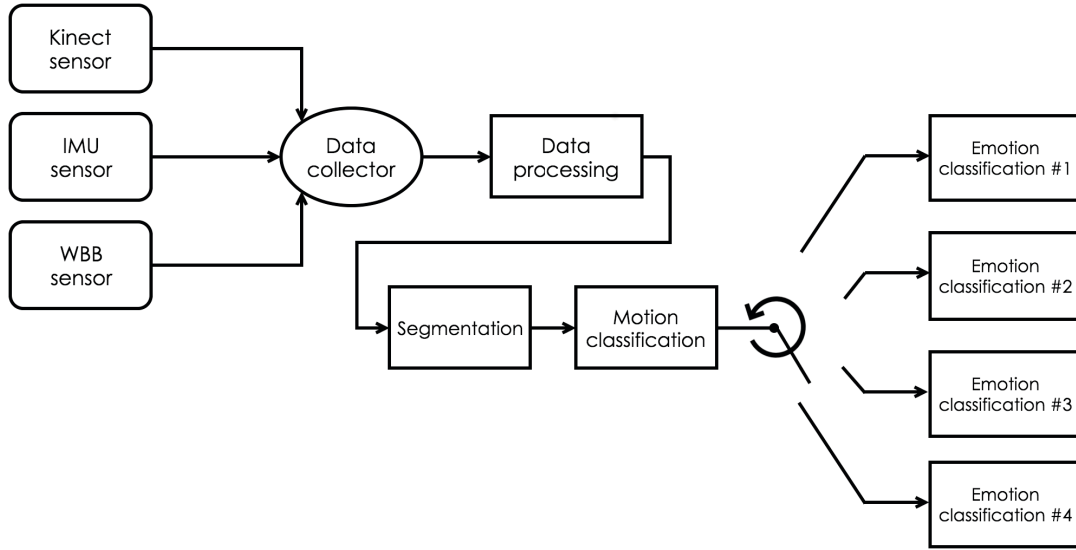 Kinect
sensor
IMU
sensor
WBB
sensor
Data
collector
Data
processing
Segmentation
Motion
classification
Emotion
classification #1
Emotion
classification #2
Emotion
classification #3
Emotion
classification #4